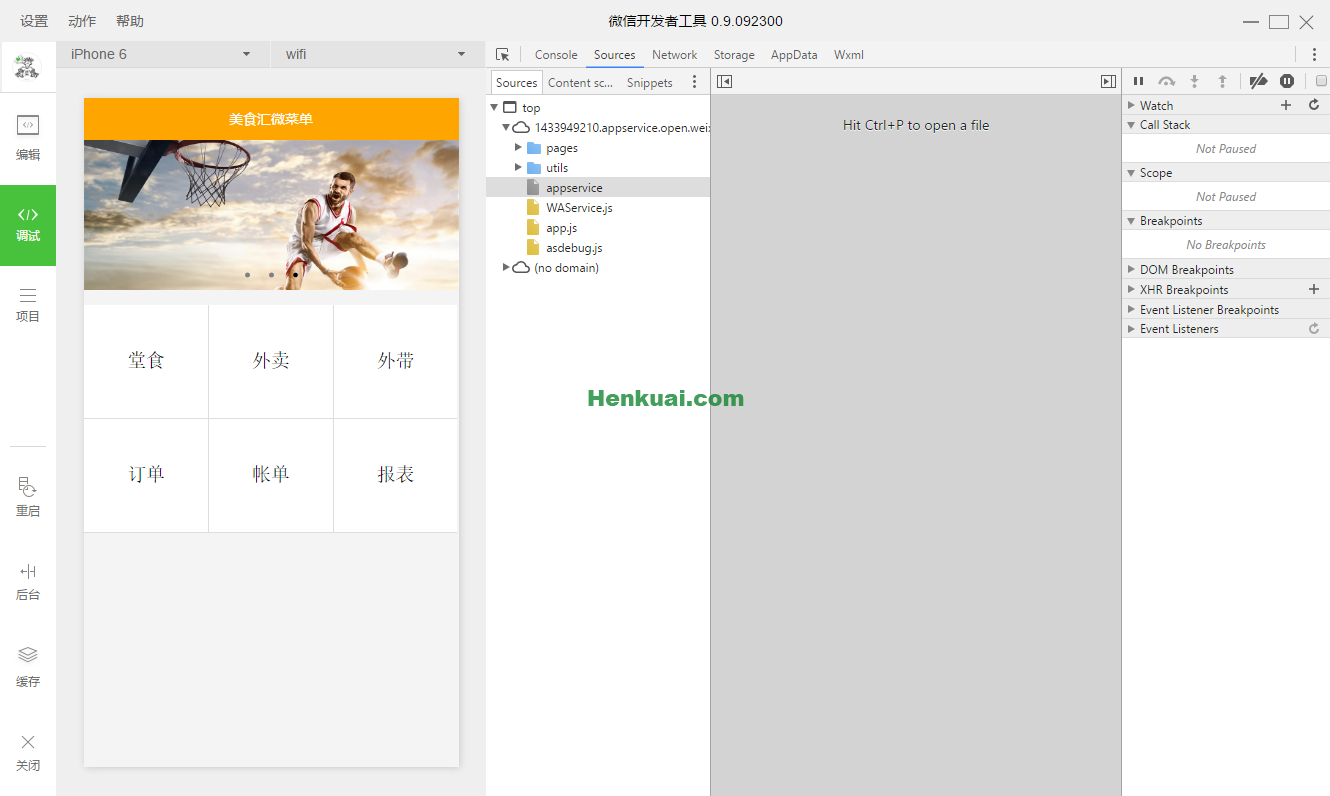 设置 动作 帮助 微信开发者工具 0.9.092300
iPhone 6 wifi
编辑
调试
项目
重启
后台
缓存
关闭
美食汇微菜单
堂食 外卖 外带
订单 帐单 报表
Console Sources Network Storage AppData Wxml
Sources Content sc... Snippets
top
1433949210.appservice.open.wei
pages
utils
appservice
WAService.js
app.js
asdebug.js
(no domain)
Hit Ctrl+P to open a file
Henkuai.com
Watch
Call Stack
Not Paused
Scope
Not Paused
Breakpoints
No Breakpoints
DOM Breakpoints
XHR Breakpoints
Event Listener Breakpoints
Event Listeners